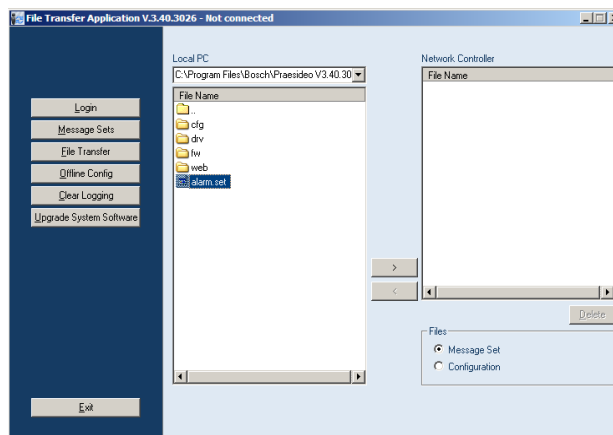 File Transfer Application V.3.40.3026 - Not connected
Login
Message Sets
File Transfer
Offline Config
Clear Logging
Upgrade System Software
Exit
Local PC
C:\Program Files\Bosch\Praesideo V3.40.30
File Name
..
cfg
drv
fw
web
alarm.set
>
<
Network Controller
File Name
Delete
Files
Message Set
Configuration